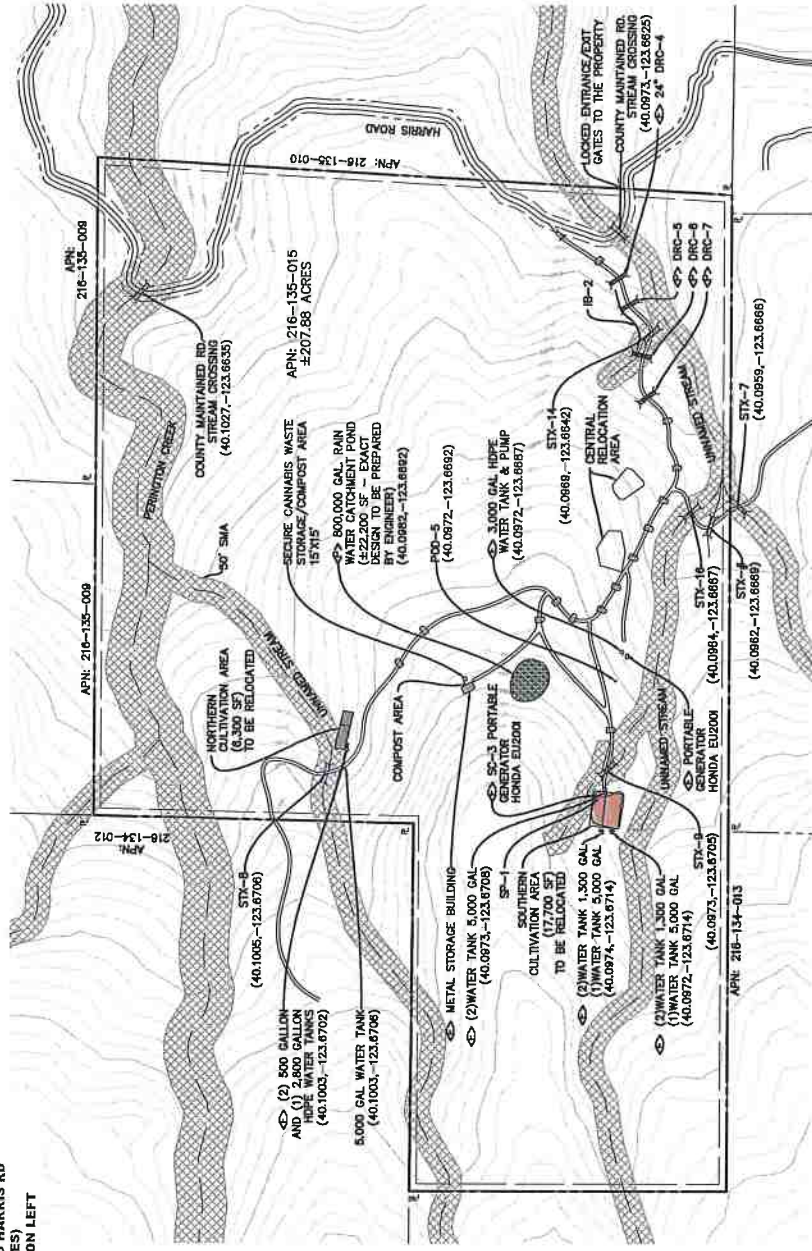 HARRIS RD
ES)
ON LEFT
APN: 216-135-009
APN:
216-135-009
PERINGTON CREEK
COUNTY MAINTAINED RD.
STREAM CROSSING
(40.1027,-123.6635)
HARRIS ROAD
APN: 216-135-010
APN: 216-135-015
±207.88 ACRES
50' SMA
UNNAMED STREAM
APN:
216-134-012
NORTHERN
CULTIVATION AREA
(6,300 SF)
TO BE RELOCATED
SECURE CANNABIS WASTE
STORAGE/COMPOST AREA
15'X15'
<P> 800,000 GAL RAIN
WATER CATCHMENT POND
(±22,200 SF - EXACT
DESIGN TO BE PREPARED
BY ENGINEER)
(40.0982,-123.6692)
POD-5
(40.0972,-123.6692)
<E> 3,000 GAL HDPE
WATER TANK & PUMP
(40.0972,-123.6687)
COMPOST AREA
STX-8
(40.1005,-123.6706)
<E> (2) 500 GALLON
AND (1) 2,800 GALLON
HDPE WATER TANKS
(40.1003,-123.6702)
5,000 GAL WATER TANK
(40.1003,-123.6706)
<E> METAL STORAGE BUILDING
<E> (2)WATER TANK 5,000 GAL
(40.0973,-123.6708)
<E> SC-3 PORTABLE
GENERATOR
HONDA EU200I
SP-1
SOUTHERN
CULTIVATION AREA
(17,700 SF)
TO BE RELOCATED
<E> (2)WATER TANK 1,300 GAL
(1)WATER TANK 5,000 GAL
(40.0974,-123.6714)
<E> (2)WATER TANK 1,300 GAL
(1)WATER TANK 5,000 GAL
(40.0972,-123.6714)
STX-9
(40.0973,-123.6705)
UNNAMED STREAM
<E> PORTABLE
GENERATOR
HONDA EU200I
STX-14
(40.0969,-123.6642)
CENTRAL
RELOCATION
AREA
IB-2
LOCKED ENTRANCE/EXIT
GATES TO THE PROPERTY
COUNTY MAINTAINED RD.
STREAM CROSSING
(40.0973,-123.6625)
<E> 24" DRC-4
<P> DRC-5
<P> DRC-6
<P> DRC-7
UNNAMED STREAM
STX-7
(40.0959,-123.6666)
STX-16
(40.0964,-123.6667)
(40.0962,-123.6669)
APN: 216-134-013